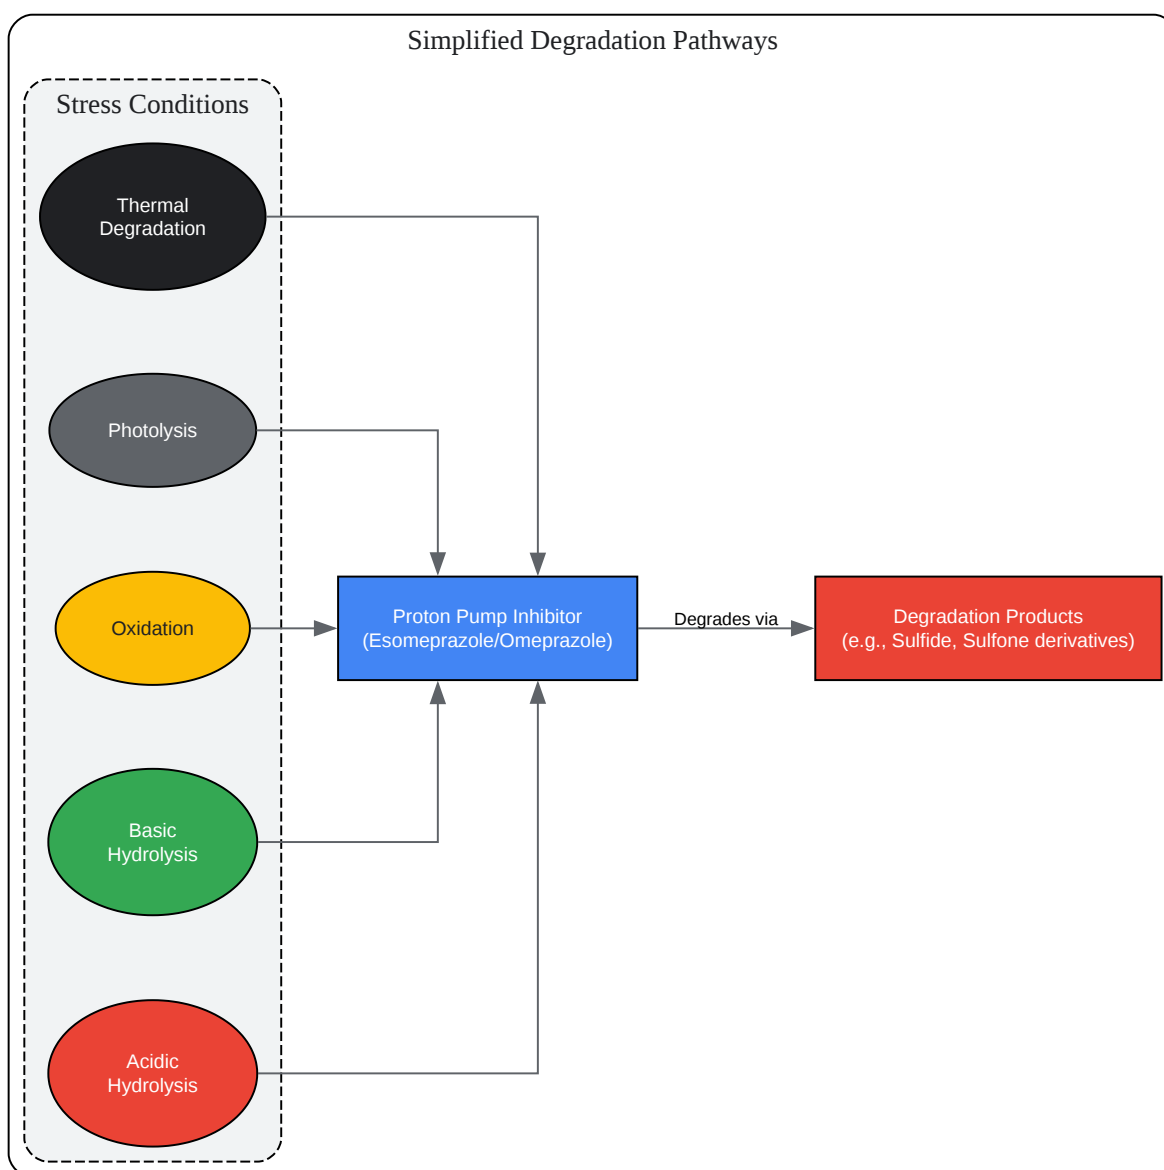 Simplified Degradation Pathways
Stress Conditions
Thermal
Degradation
Photolysis
Oxidation
Basic
Hydrolysis
Acidic
Hydrolysis
Proton Pump Inhibitor
(Esomeprazole/Omeprazole)
Degrades via
Degradation Products
(e.g., Sulfide, Sulfone derivatives)